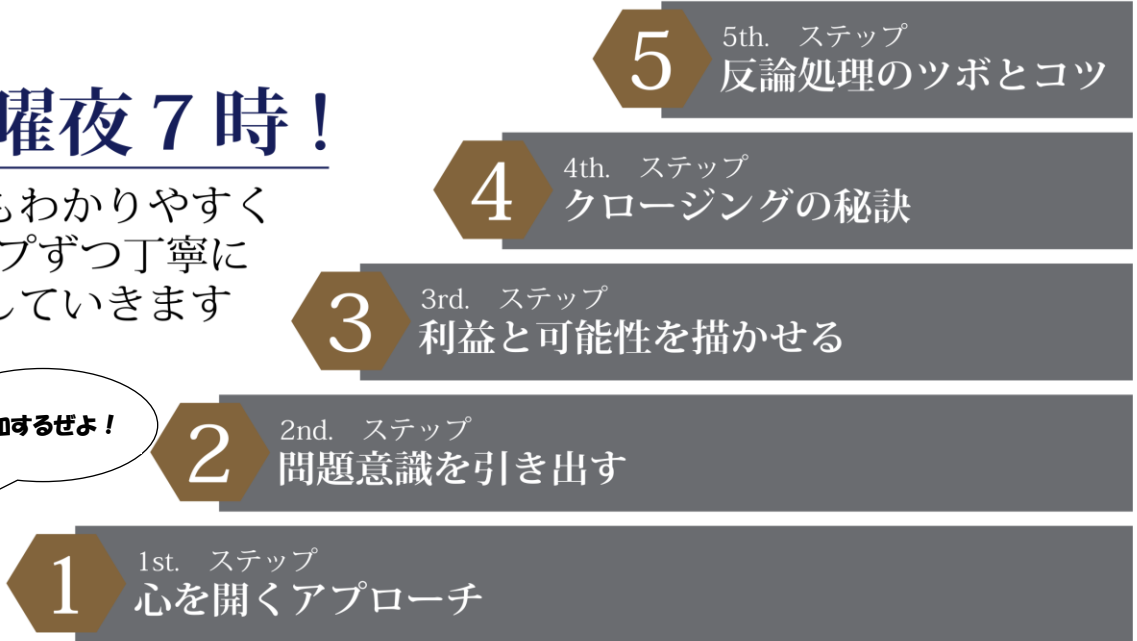 曜夜７時！
もわかりやすく
プずつ丁寧に
していきます
加するぜよ！
5
5th.　ステップ
反論処理のツボとコツ
4
4th.　ステップ
クロージングの秘訣
3
3rd.　ステップ
利益と可能性を描かせる
2
2nd.　ステップ
問題意識を引き出す
1
1st.　ステップ
心を開くアプローチ